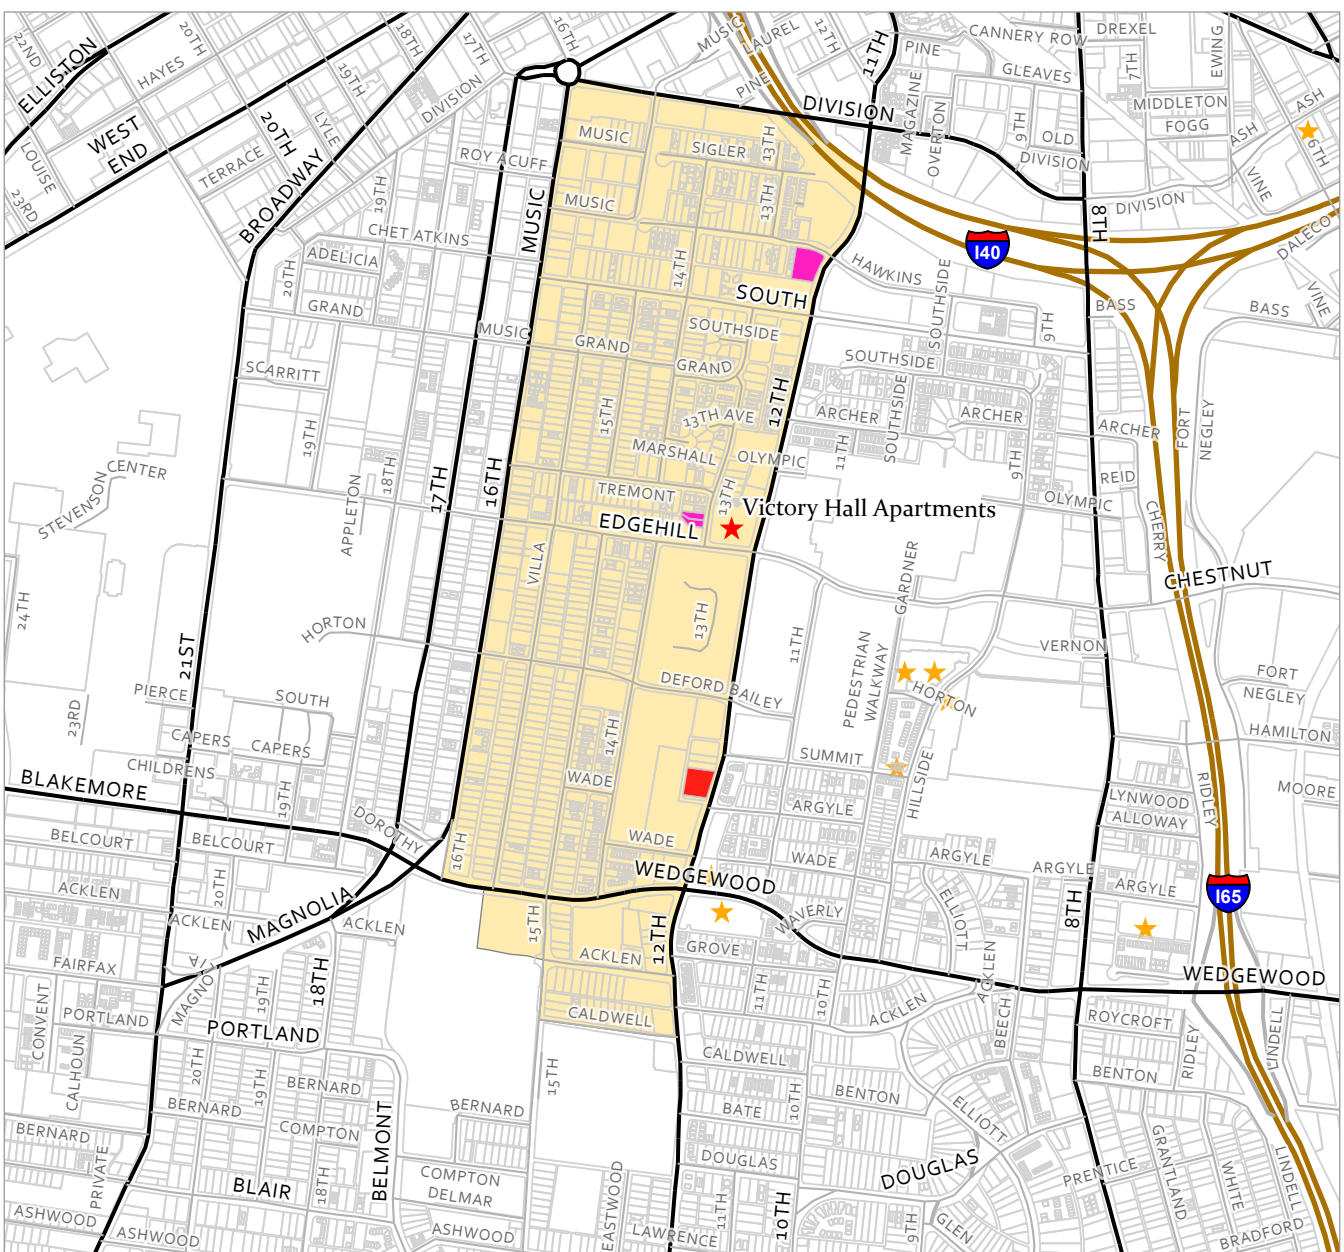 22ND
ELLISTON
HAYES
20TH
18TH
17TH
16TH
MUSIC
LAUREL
12TH
11TH
PINE
CANNERY ROW
DREXEL
7TH
EWING
GLEAVES
19TH
DIVISION
PINE
MAGAZINE
OVERTON
DIVISION
9TH
OLD
DIVISION
MIDDLETON
FOGG
ASH
ASH
6TH
LOUISE
WEST
END
20TH
LYLE
TERRACE
23RD
BROADWAY
ROY ACUFF
MUSIC
SIGLER
13TH
13TH
VINE
19TH
CHET ATKINS
MUSIC
MUSIC
14TH
8TH
DIVISION
DALECO
ADELICIA
20TH
I40
HAWKINS
SOUTHSIDE
SOUTH
GRAND
MUSIC
GRAND
SOUTHSIDE
GRAND
9TH
BASS
BASS
VINE
SCARRITT
SOUTHSIDE
SOUTHSIDE
12TH
15TH
13TH AVE
ARCHER
ARCHER
ARCHER
FORT
NEGLEY
19TH
18TH
17TH
16TH
MARSHALL
OLYMPIC
11TH
9TH
REID
STEVENSON
CENTER
APPLETON
TREMONT
13TH
OLYMPIC
Victory Hall Apartments
EDGEHILL
CHERRY
VILLA
GARDNER
CHESTNUT
24TH
HORTON
13TH
11TH
PEDESTRIAN
WALKWAY
VERNON
21ST
FORT
NEGLEY
PIERCE
SOUTH
DEFORD BAILEY
HORTON
23RD
CAPERS
CAPERS
14TH
SUMMIT
HAMILTON
CHILDRENS
BLAKEMORE
19TH
WADE
ARGYLE
HILLSIDE
LYNWOOD
ALLOWAY
RIDLEY
MOORE
DOROTHY
BELCOURT
BELCOURT
16TH
WADE
WADE
ARGYLE
ARGYLE
ARGYLE
WEDGEWOOD
I65
ACKLEN
20TH
MAGNOLIA
ACKLEN
ACKLEN
15TH
12TH
WAVERLY
ELLIOTT
8TH
GROVE
ACKLEN
ACKLEN
FAIRFAX
MAGNOLIA
19TH
18TH
11TH
10TH
WEDGEWOOD
CONVENT
PORTLAND
PORTLAND
CALDWELL
ACKLEN
BEECH
ROYCROFT
RIDLEY
LINDELL
CALHOUN
20TH
19TH
BERNARD
15TH
CALDWELL
BENTON
BENTON
10TH
BERNARD
BERNARD
BATE
ELLIOTT
BERNARD
COMPTON
BELMONT
DOUGLAS
DOUGLAS
PRENTICE
GRANTLAND
WHITE
LINDELL
PRIVATE
BLAIR
18TH
COMPTON
DELMAR
EASTWOOD
11TH
10TH
9TH
GLEN
ASHWOOD
ASHWOOD
ASHWOOD
LAWRENCE
BRADFORD